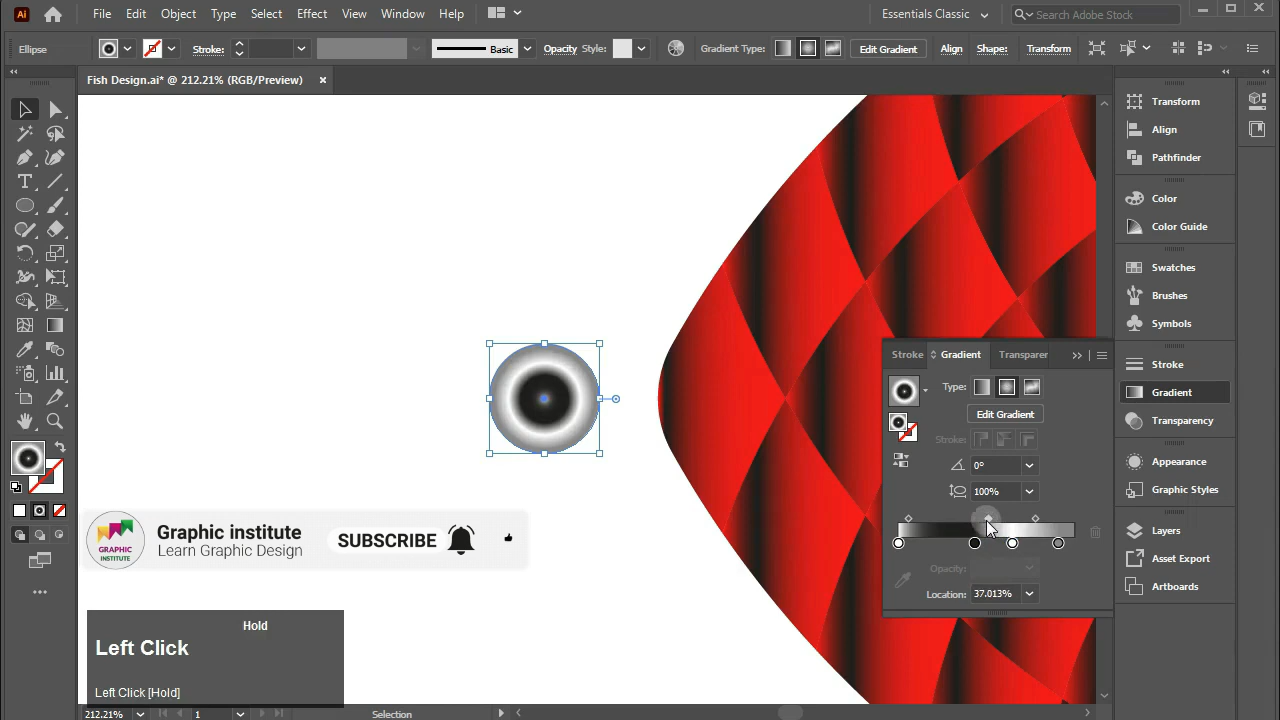 Ai File Edit Object Type Select Effect View Window Help Essentials Classic Search Adobe Stock
Ellipse Stroke: Basic Opacity Style: Gradient Type: Edit Gradient Align Shape: Transform
Fish Design.ai* @ 212.21% (RGB/Preview) ×
Transform
Align
Pathfinder
Color
Color Guide
Swatches
Brushes
Symbols
Stroke
Gradient
Transparency
Appearance
Graphic Styles
Layers
Asset Export
Artboards
Stroke Gradient Transparer
Type:
Edit Gradient
Stroke:
0°
100%
Opacity:
Location: 37.013%
GRAPHIC
INSTITUTE
Graphic institute
Learn Graphic Design
SUBSCRIBE
Hold
Left Click
Left Click [Hold]
212.21% 1 Selection